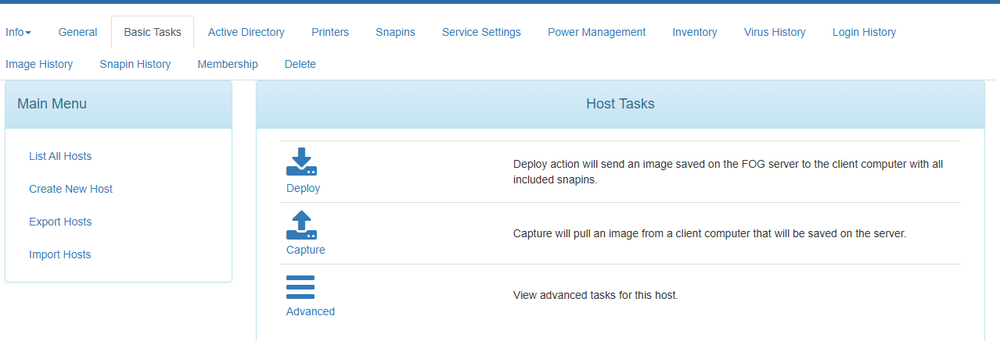 Info General Basic Tasks Active Directory Printers Snapins Service Settings Power Management Inventory Virus History Login History
Image History Snapin History Membership Delete
Main Menu
List All Hosts
Create New Host
Export Hosts
Import Hosts
Host Tasks
Deploy
Deploy action will send an image saved on the FOG server to the client computer with all
included snapins.
Capture
Capture will pull an image from a client computer that will be saved on the server.
Advanced
View advanced tasks for this host.